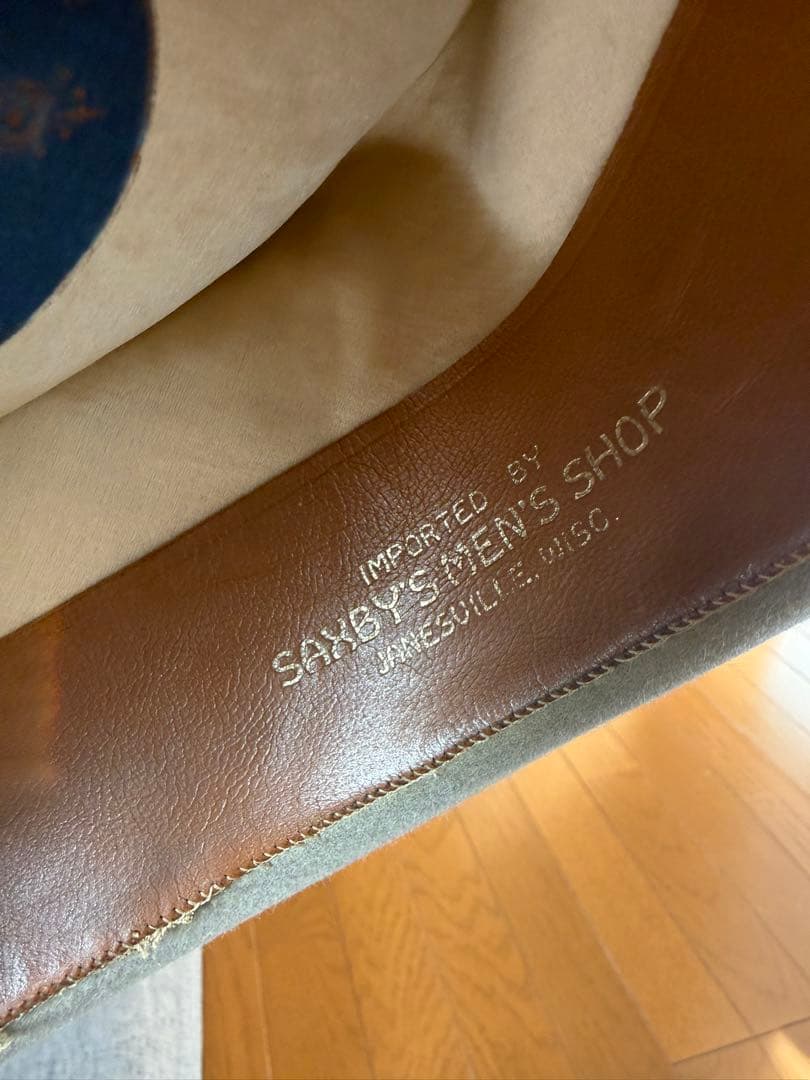 IMPORTED BY
SAXBY'S MEN'S SHOP
JANESVILLE, WISC.